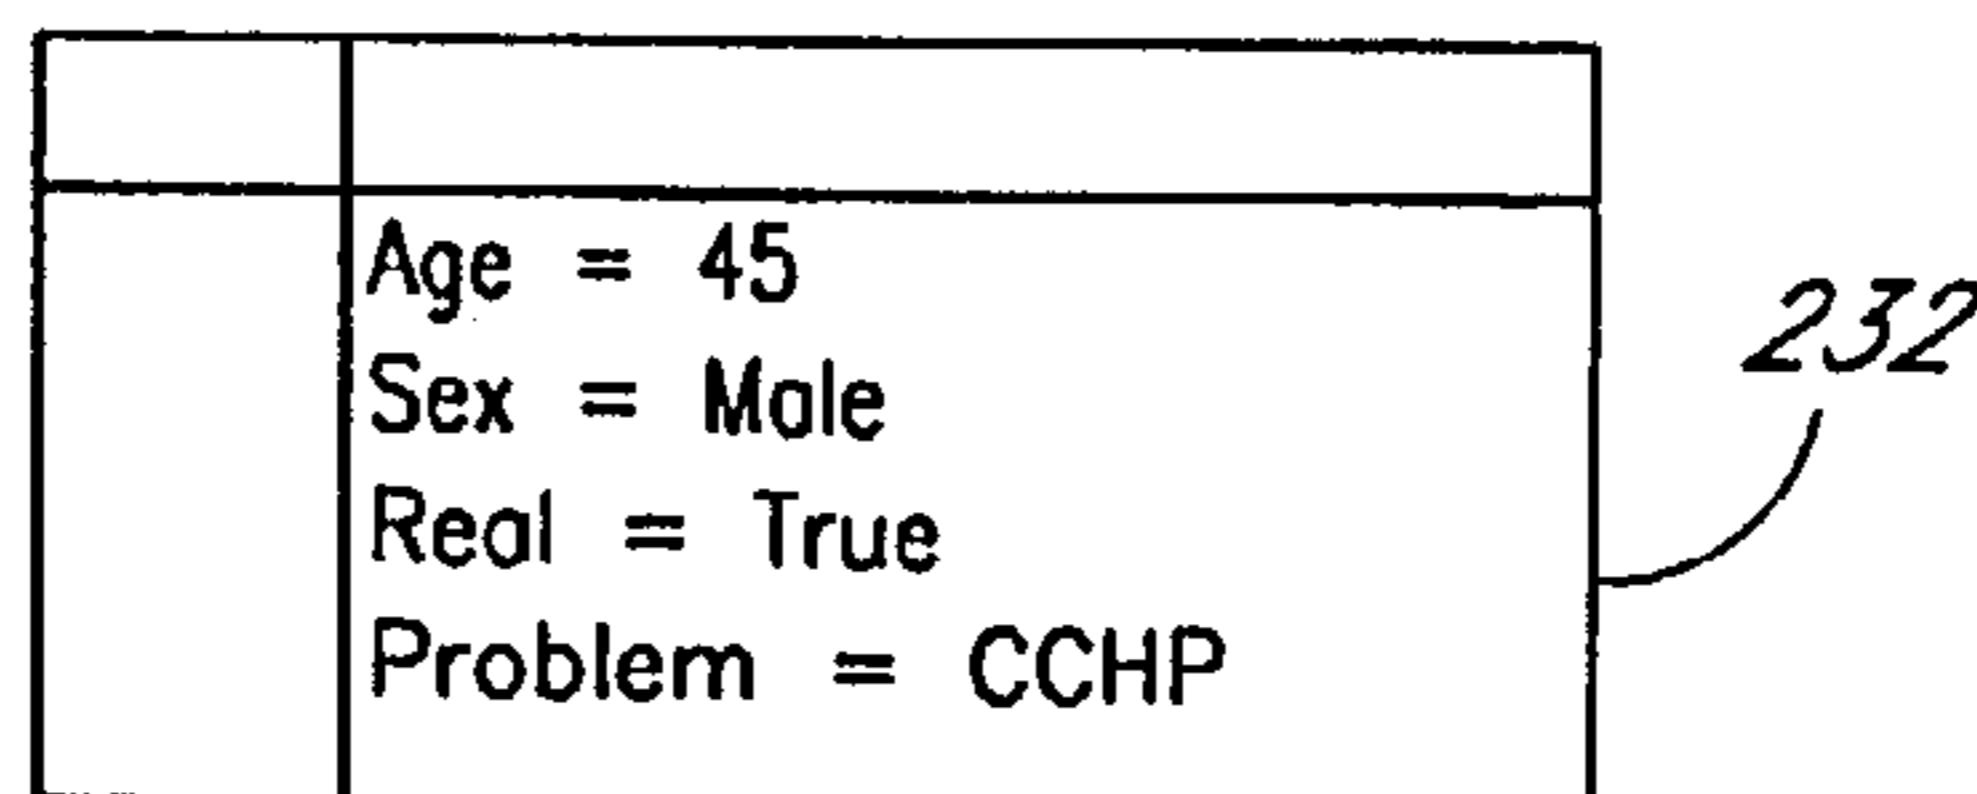 Age = 45
Sex = Male
Real = True
Problem = CCHP
232